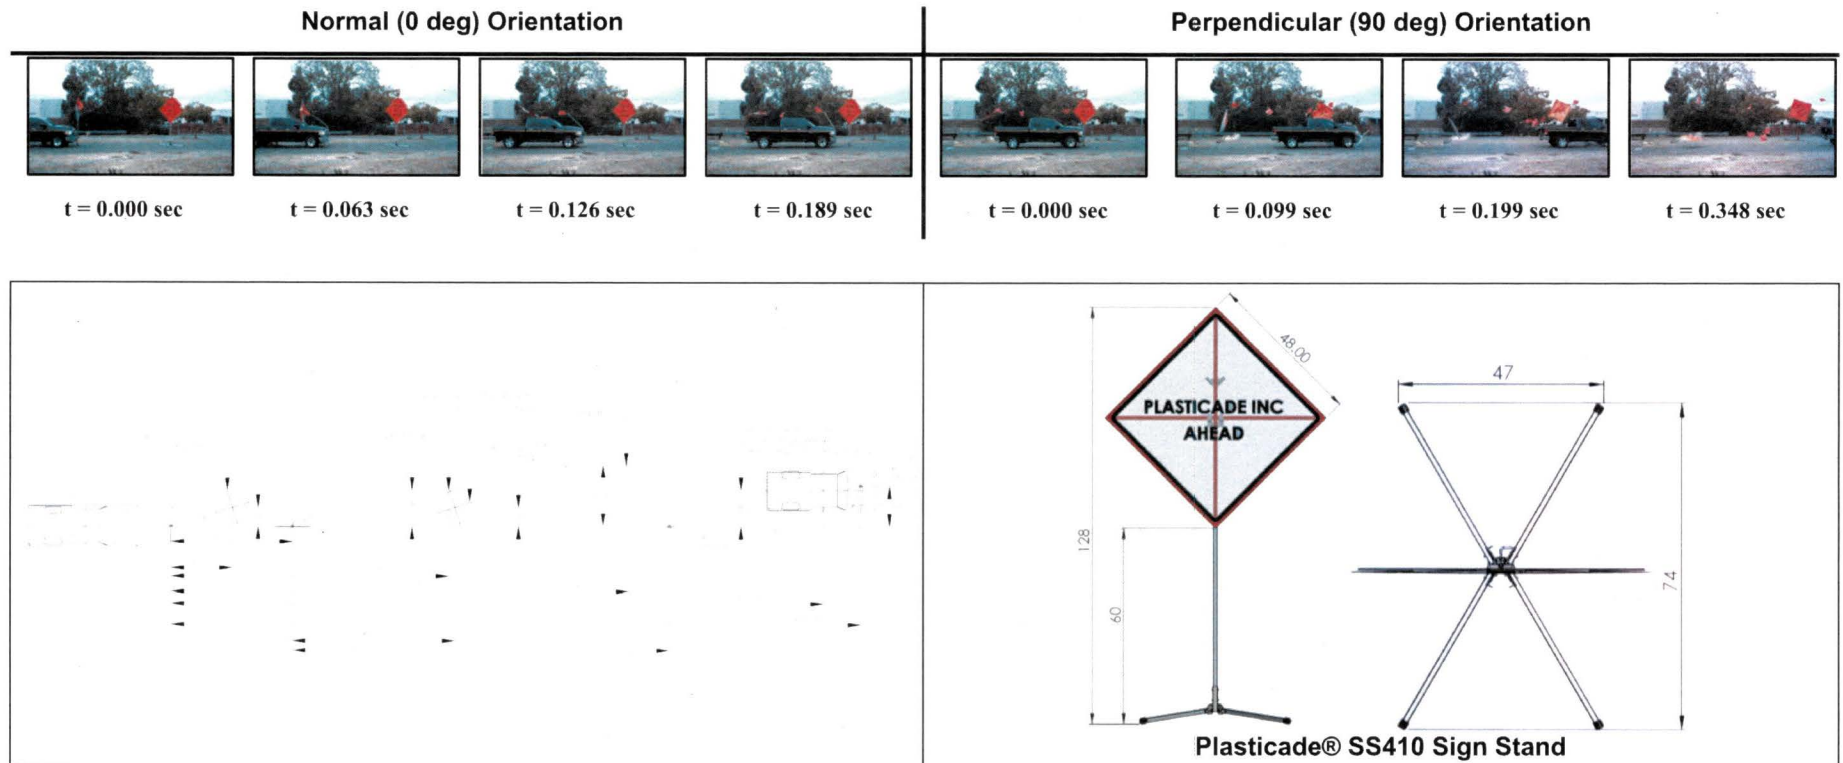 Normal (0 deg) Orientation
Perpendicular (90 deg) Orientation
t = 0.000 sec
t = 0.063 sec
t = 0.126 sec
t = 0.189 sec
t = 0.000 sec
t = 0.099 sec
t = 0.199 sec
t = 0.348 sec
48.00
128
60
PLASTICADE INC
AHEAD
47
74
Plasticade® SS410 Sign Stand